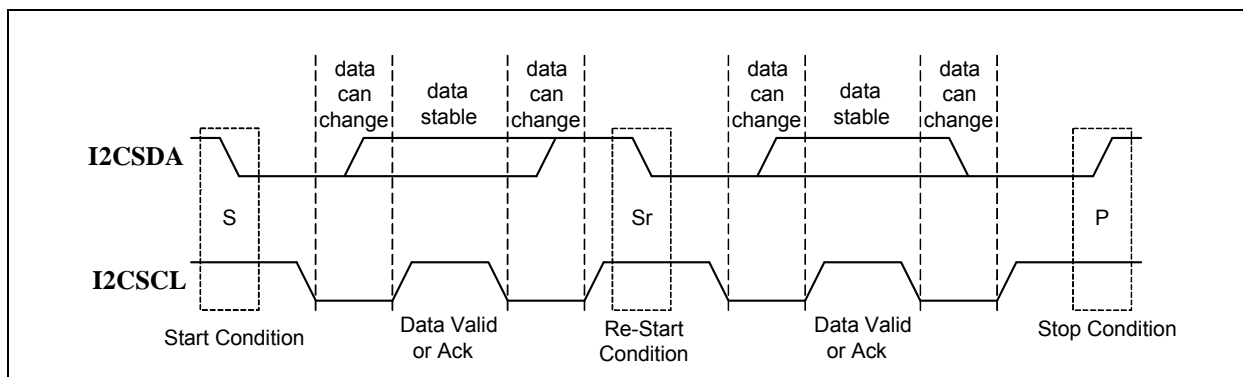 data
can
change
data
stable
data
can
change
data
can
change
data
stable
data
can
change
I2CSDA
S
Sr
P
I2CSCL
Start Condition
Data Valid
or Ack
Re-Start
Condition
Data Valid
or Ack
Stop Condition